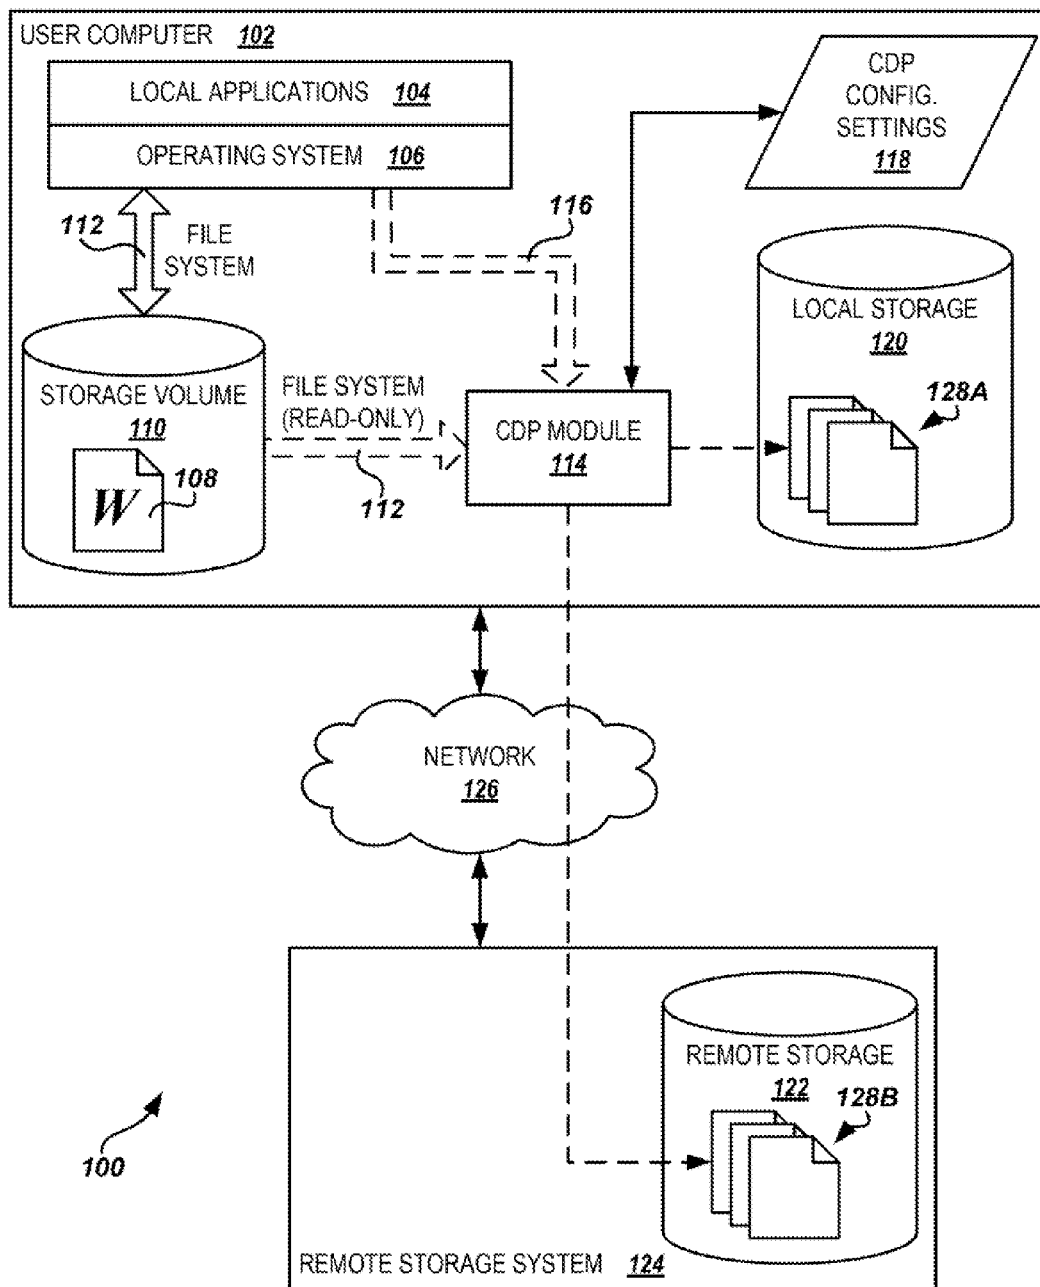 USER COMPUTER 102
LOCAL APPLICATIONS 104
OPERATING SYSTEM 106
CDP
CONFIG.
SETTINGS
118
112
FILE
SYSTEM
116
STORAGE VOLUME
110
W
108
FILE SYSTEM
(READ-ONLY)
112
CDP MODULE
114
LOCAL STORAGE
120
128A
NETWORK
126
REMOTE STORAGE
122
128B
100
REMOTE STORAGE SYSTEM 124